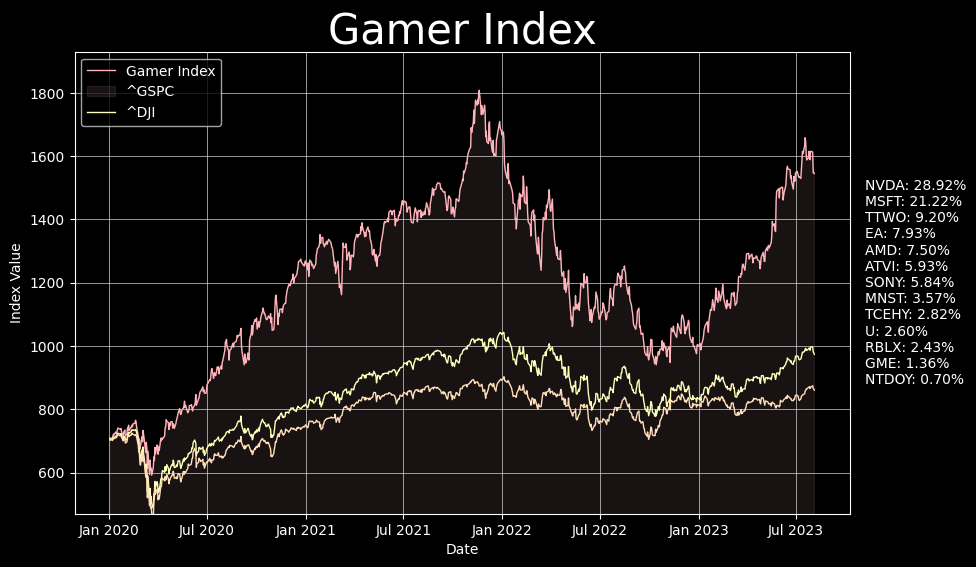 Gamer Index
Gamer Index
^GSPC
^DJI
1800
1600
1400
1200
1000
800
600
Index Value
Jan 2020
Jul 2020
Jan 2021
Jul 2021
Jan 2022
Jul 2022
Jan 2023
Jul 2023
Date
NVDA: 28.92%
MSFT: 21.22%
TTWO: 9.20%
EA: 7.93%
AMD: 7.50%
ATVI: 5.93%
SONY: 5.84%
MNST: 3.57%
TCEHY: 2.82%
U: 2.60%
RBLX: 2.43%
GME: 1.36%
NTDOY: 0.70%